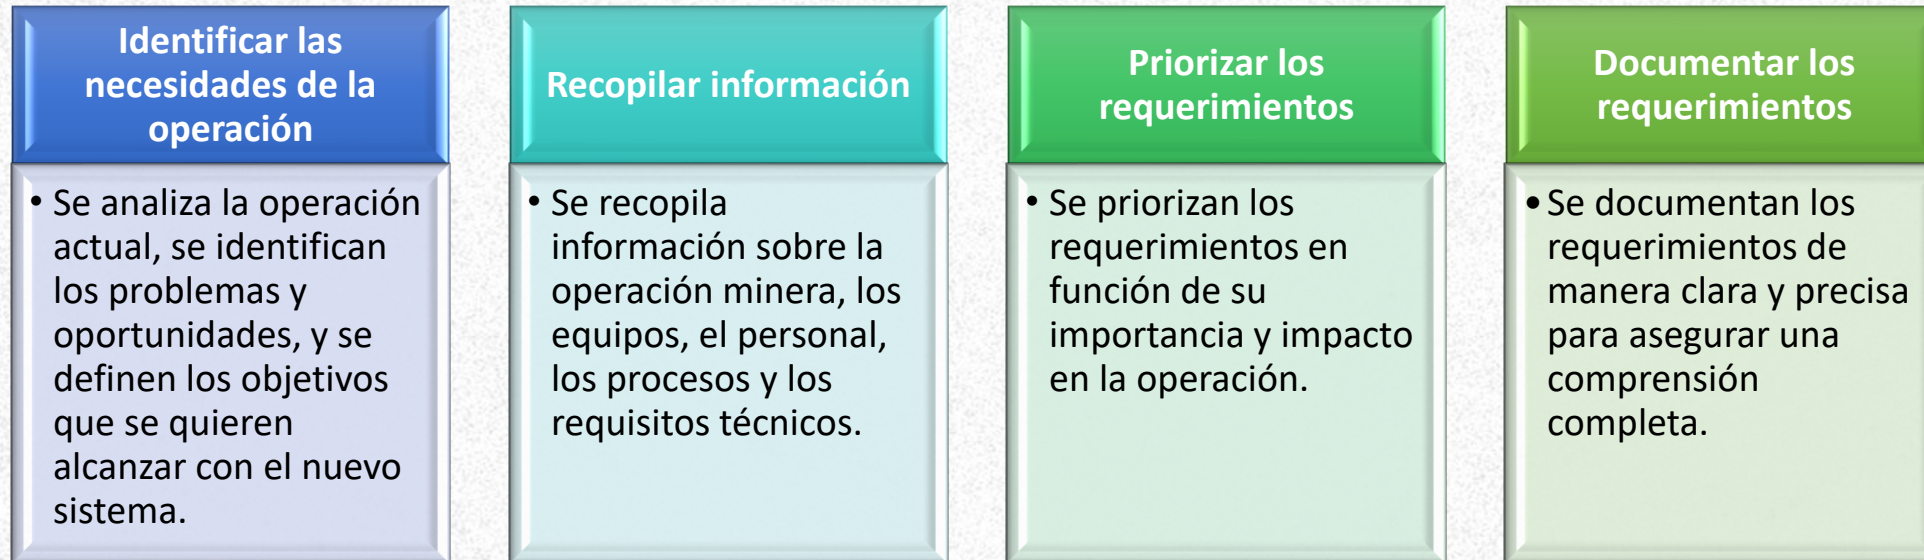 Identificar las
necesidades de la
operación
• Se analiza la operación
actual, se identifican
los problemas y
oportunidades, y se
definen los objetivos
que se quieren
alcanzar con el nuevo
sistema.
Recopilar información
• Se recopila
información sobre la
operación minera, los
equipos, el personal,
los procesos y los
requisitos técnicos.
Priorizar los
requerimientos
• Se priorizan los
requerimientos en
función de su
importancia y impacto
en la operación.
Documentar los
requerimientos
• Se documentan los
requerimientos de
manera clara y precisa
para asegurar una
comprensión
completa.